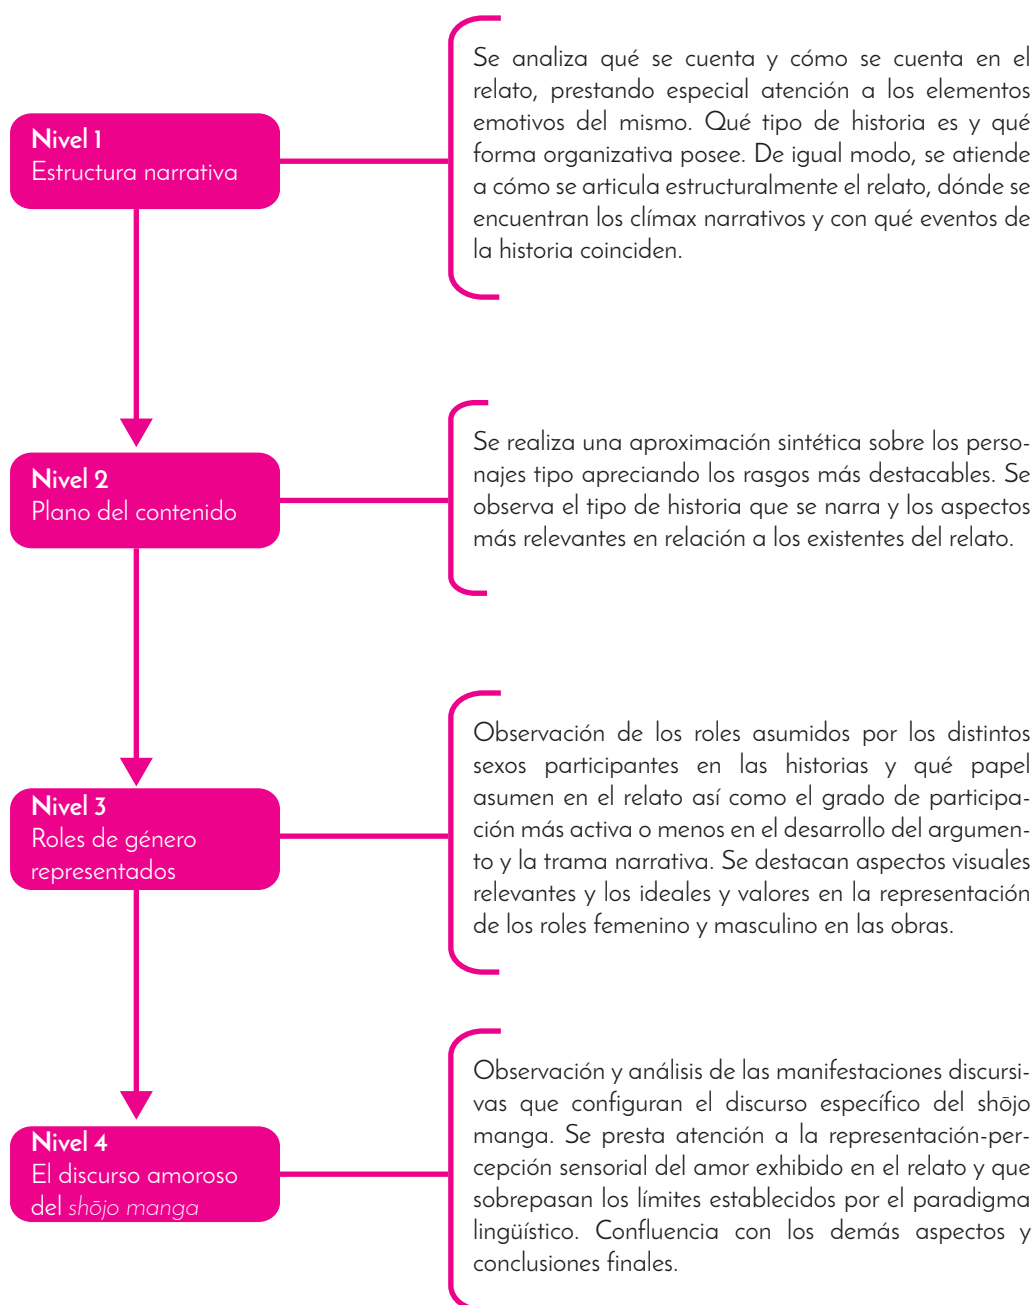 Nivel 1
Estructura narrativa
Se analiza qué se cuenta y cómo se cuenta en el
relato, prestando especial atención a los elementos
emotivos del mismo. Qué tipo de historia es y qué
forma organizativa posee. De igual modo, se atiende
a cómo se articula estructuralmente el relato, dónde se
encuentran los clímax narrativos y con qué eventos de
la historia coinciden.
Nivel 2
Plano del contenido
Se realiza una aproximación sintética sobre los perso-
najes tipo apreciando los rasgos más destacables. Se
observa el tipo de historia que se narra y los aspectos
más relevantes en relación a los existentes del relato.
Nivel 3
Roles de género
representados
Observación de los roles asumidos por los distintos
sexos participantes en las historias y qué papel
asumen en el relato así como el grado de participa-
ción más activa o menos en el desarrollo del argumen-
to y la trama narrativa. Se destacan aspectos visuales
relevantes y los ideales y valores en la representación
de los roles femenino y masculino en las obras.
Nivel 4
El discurso amoroso
del shōjo manga
Observación y análisis de las manifestaciones discursi-
vas que configuran el discurso específico del shōjo
manga. Se presta atención a la representación-per-
cepción sensorial del amor exhibido en el relato y que
sobrepasan los límites establecidos por el paradigma
lingüístico. Confluencia con los demás aspectos y
conclusiones finales.